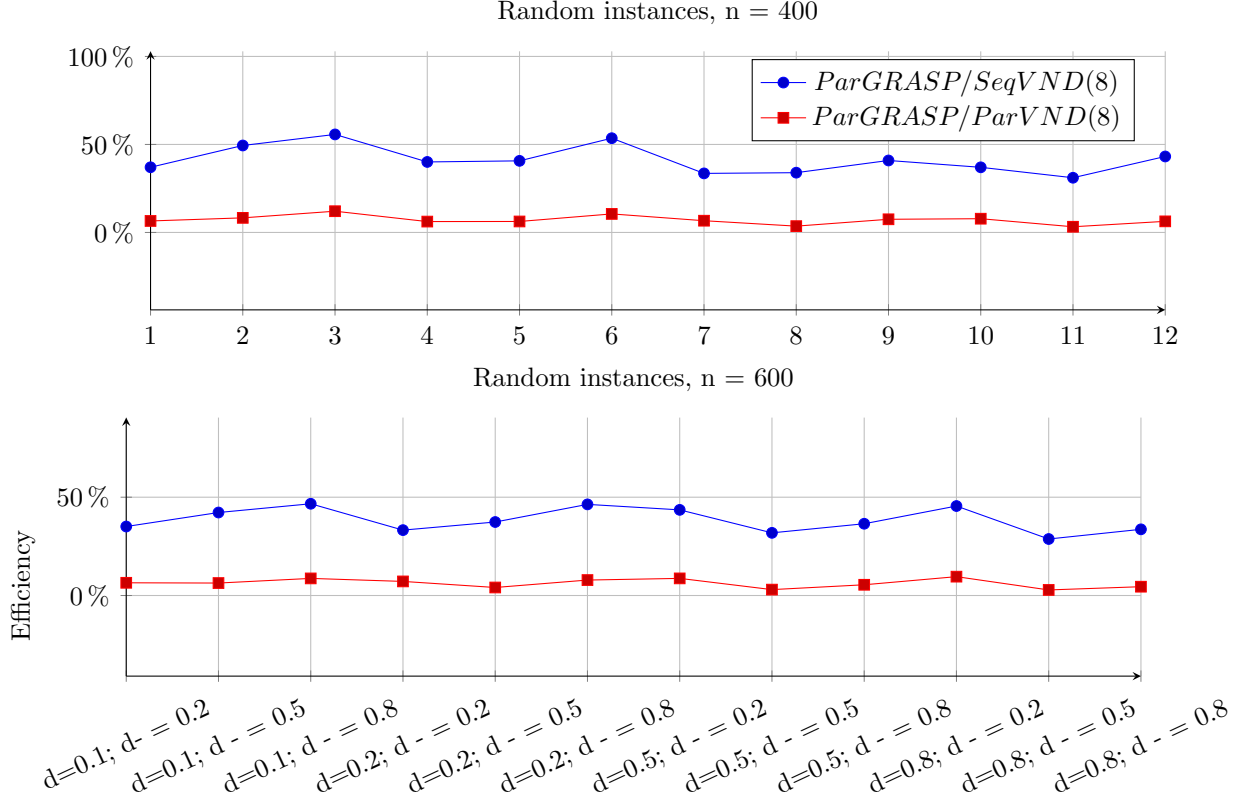 Random instances, n = 400
100 %
50 %
0 %
ParGRASP/SeqVND(8)
ParGRASP/ParVND(8)
1 2 3 4 5 6 7 8 9 10 11 12
Random instances, n = 600
50 %
0 %
Efficiency
d=0.1; d- = 0.2
d=0.1; d - = 0.5
d=0.1; d - = 0.8
d=0.2; d - = 0.2
d=0.2; d - = 0.5
d=0.2; d - = 0.8
d=0.5; d - = 0.2
d=0.5; d - = 0.5
d=0.5; d - = 0.8
d=0.8; d - = 0.2
d=0.8; d - = 0.5
d=0.8; d - = 0.8